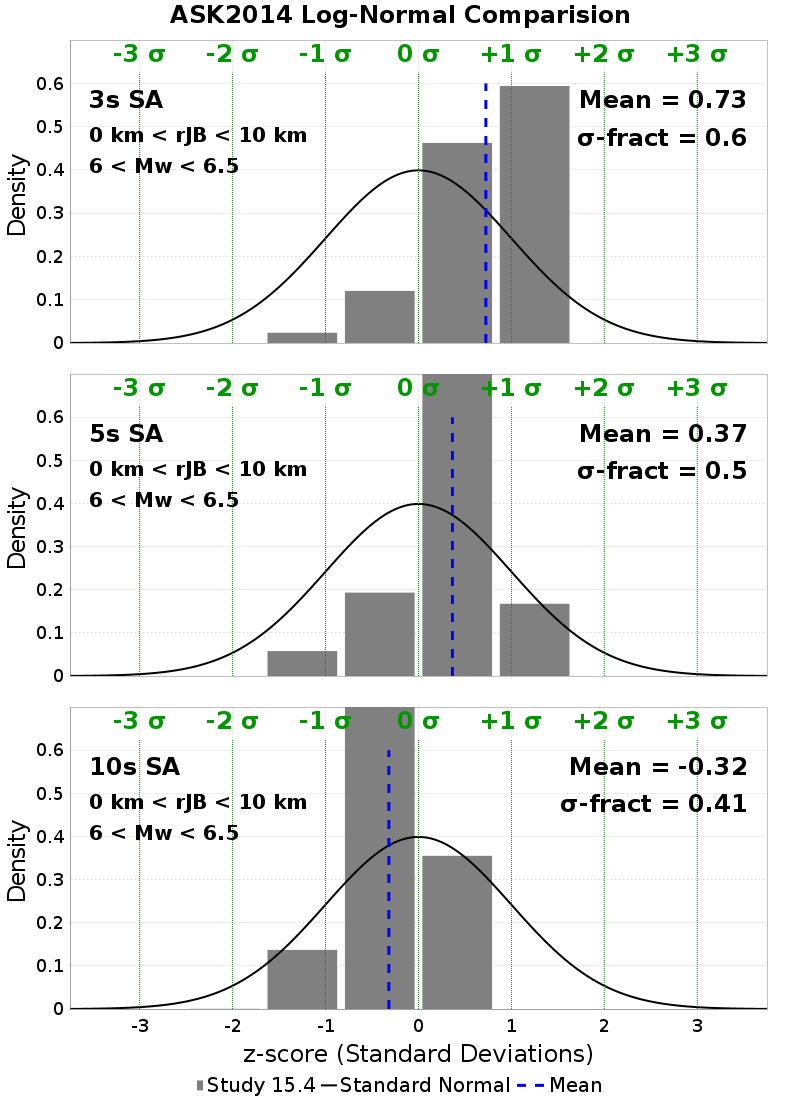 ASK2014 Log-Normal Comparision
-3 σ -2 σ -1 σ 0 σ +1 σ +2 σ +3 σ
3s SA
0 km < rJB < 10 km
6 < Mw < 6.5
Mean = 0.73
σ-fract = 0.6
Density
0.6
0.5
0.4
0.3
0.2
0.1
0
-3 σ -2 σ -1 σ 0 σ +1 σ +2 σ +3 σ
5s SA
0 km < rJB < 10 km
6 < Mw < 6.5
Mean = 0.37
σ-fract = 0.5
Density
0.6
0.5
0.4
0.3
0.2
0.1
0
-3 σ -2 σ -1 σ 0 σ +1 σ +2 σ +3 σ
10s SA
0 km < rJB < 10 km
6 < Mw < 6.5
Mean = -0.32
σ-fract = 0.41
Density
0.6
0.5
0.4
0.3
0.2
0.1
0
-3 -2 -1 0 1 2 3
z-score (Standard Deviations)
Study 15.4 Standard Normal Mean